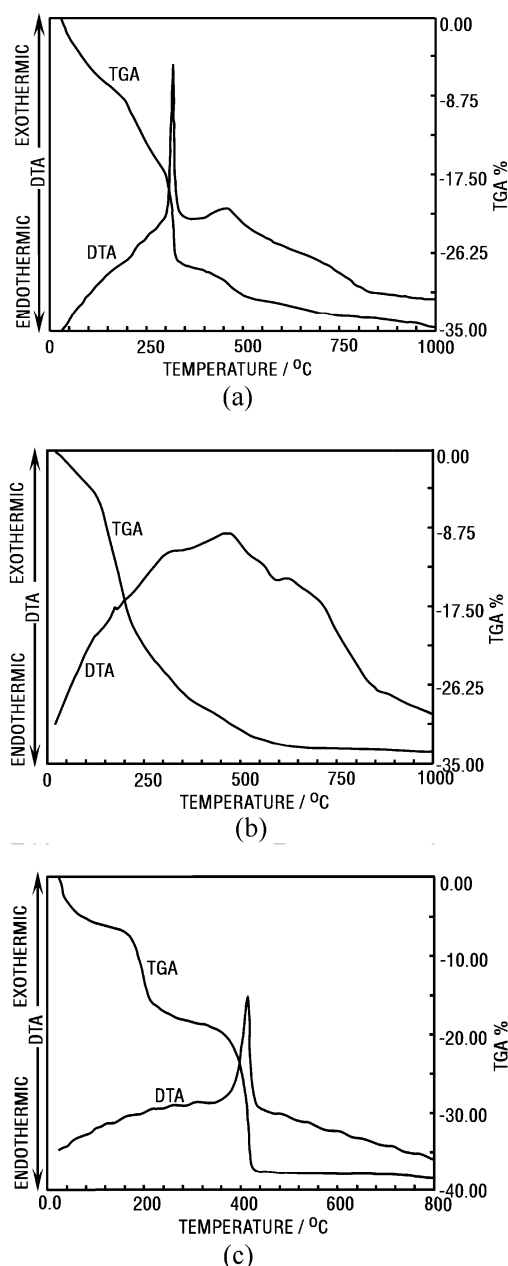 EXOTHERMIC
DTA
ENDOTHERMIC
TGA
DTA
0.00
-8.75
-17.50
-26.25
-35.00
TGA %
0 250 500 750 1000
TEMPERATURE / ⁰C
(a)
EXOTHERMIC
DTA
ENDOTHERMIC
TGA
DTA
0.00
-8.75
-17.50
-26.25
-35.00
TGA %
0 250 500 750 1000
TEMPERATURE / ⁰C
(b)
EXOTHERMIC
DTA
ENDOTHERMIC
TGA
DTA
0.00
-10.00
-20.00
-30.00
-40.00
TGA %
0.0 200 400 600 800
TEMPERATURE / ⁰C
(c)